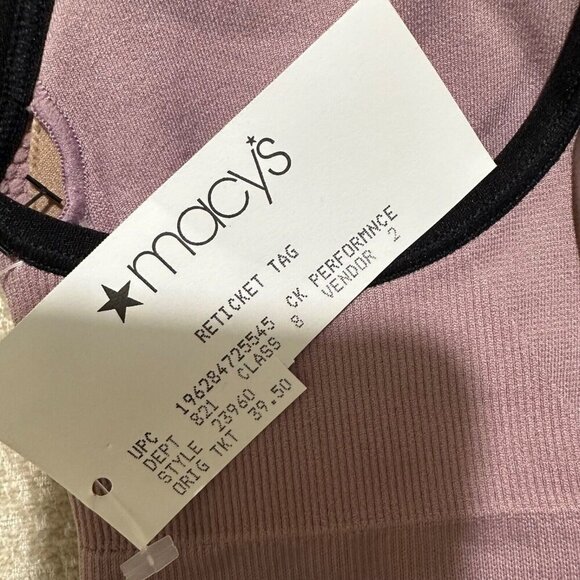 ★macy's
RETICKET TAG
UPC 196284725545 CK PERFORMNCE
DEPT 821 CLASS 8 VENDOR 2
STYLE 23960
ORIG TKT 39.50